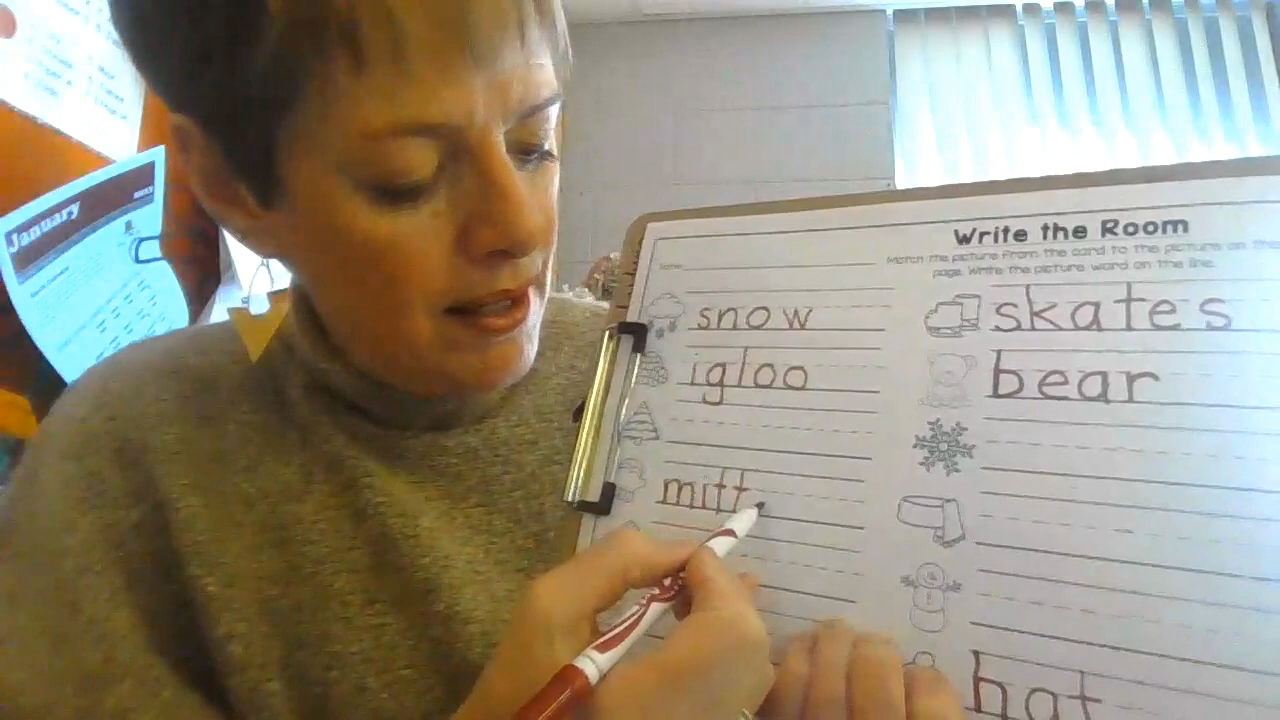 January
Write the Room
Name
Match the picture from the card to the picture on the
page. Write the picture word on the line.
snow
igloo
mitt
skates
bear
hat